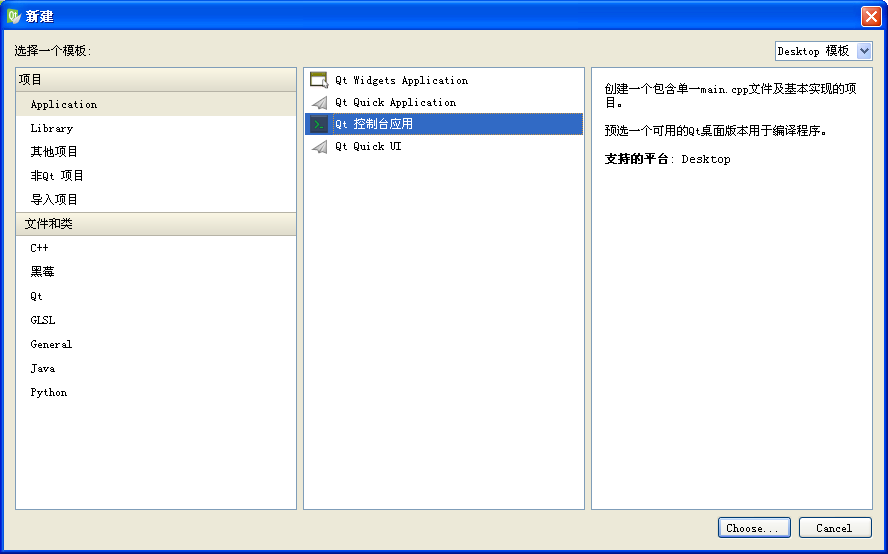 新建
选择一个模板:
Desktop 模板
项目
Application
Library
其他项目
非Qt 项目
导入项目
文件和类
C++
黑莓
Qt
GLSL
General
Java
Python
Qt Widgets Application
Qt Quick Application
Qt 控制台应用
Qt Quick UI
创建一个包含单一main.cpp文件及基本实现的项
目。
预选一个可用的Qt桌面版本用于编译程序。
支持的平台: Desktop
Choose...
Cancel